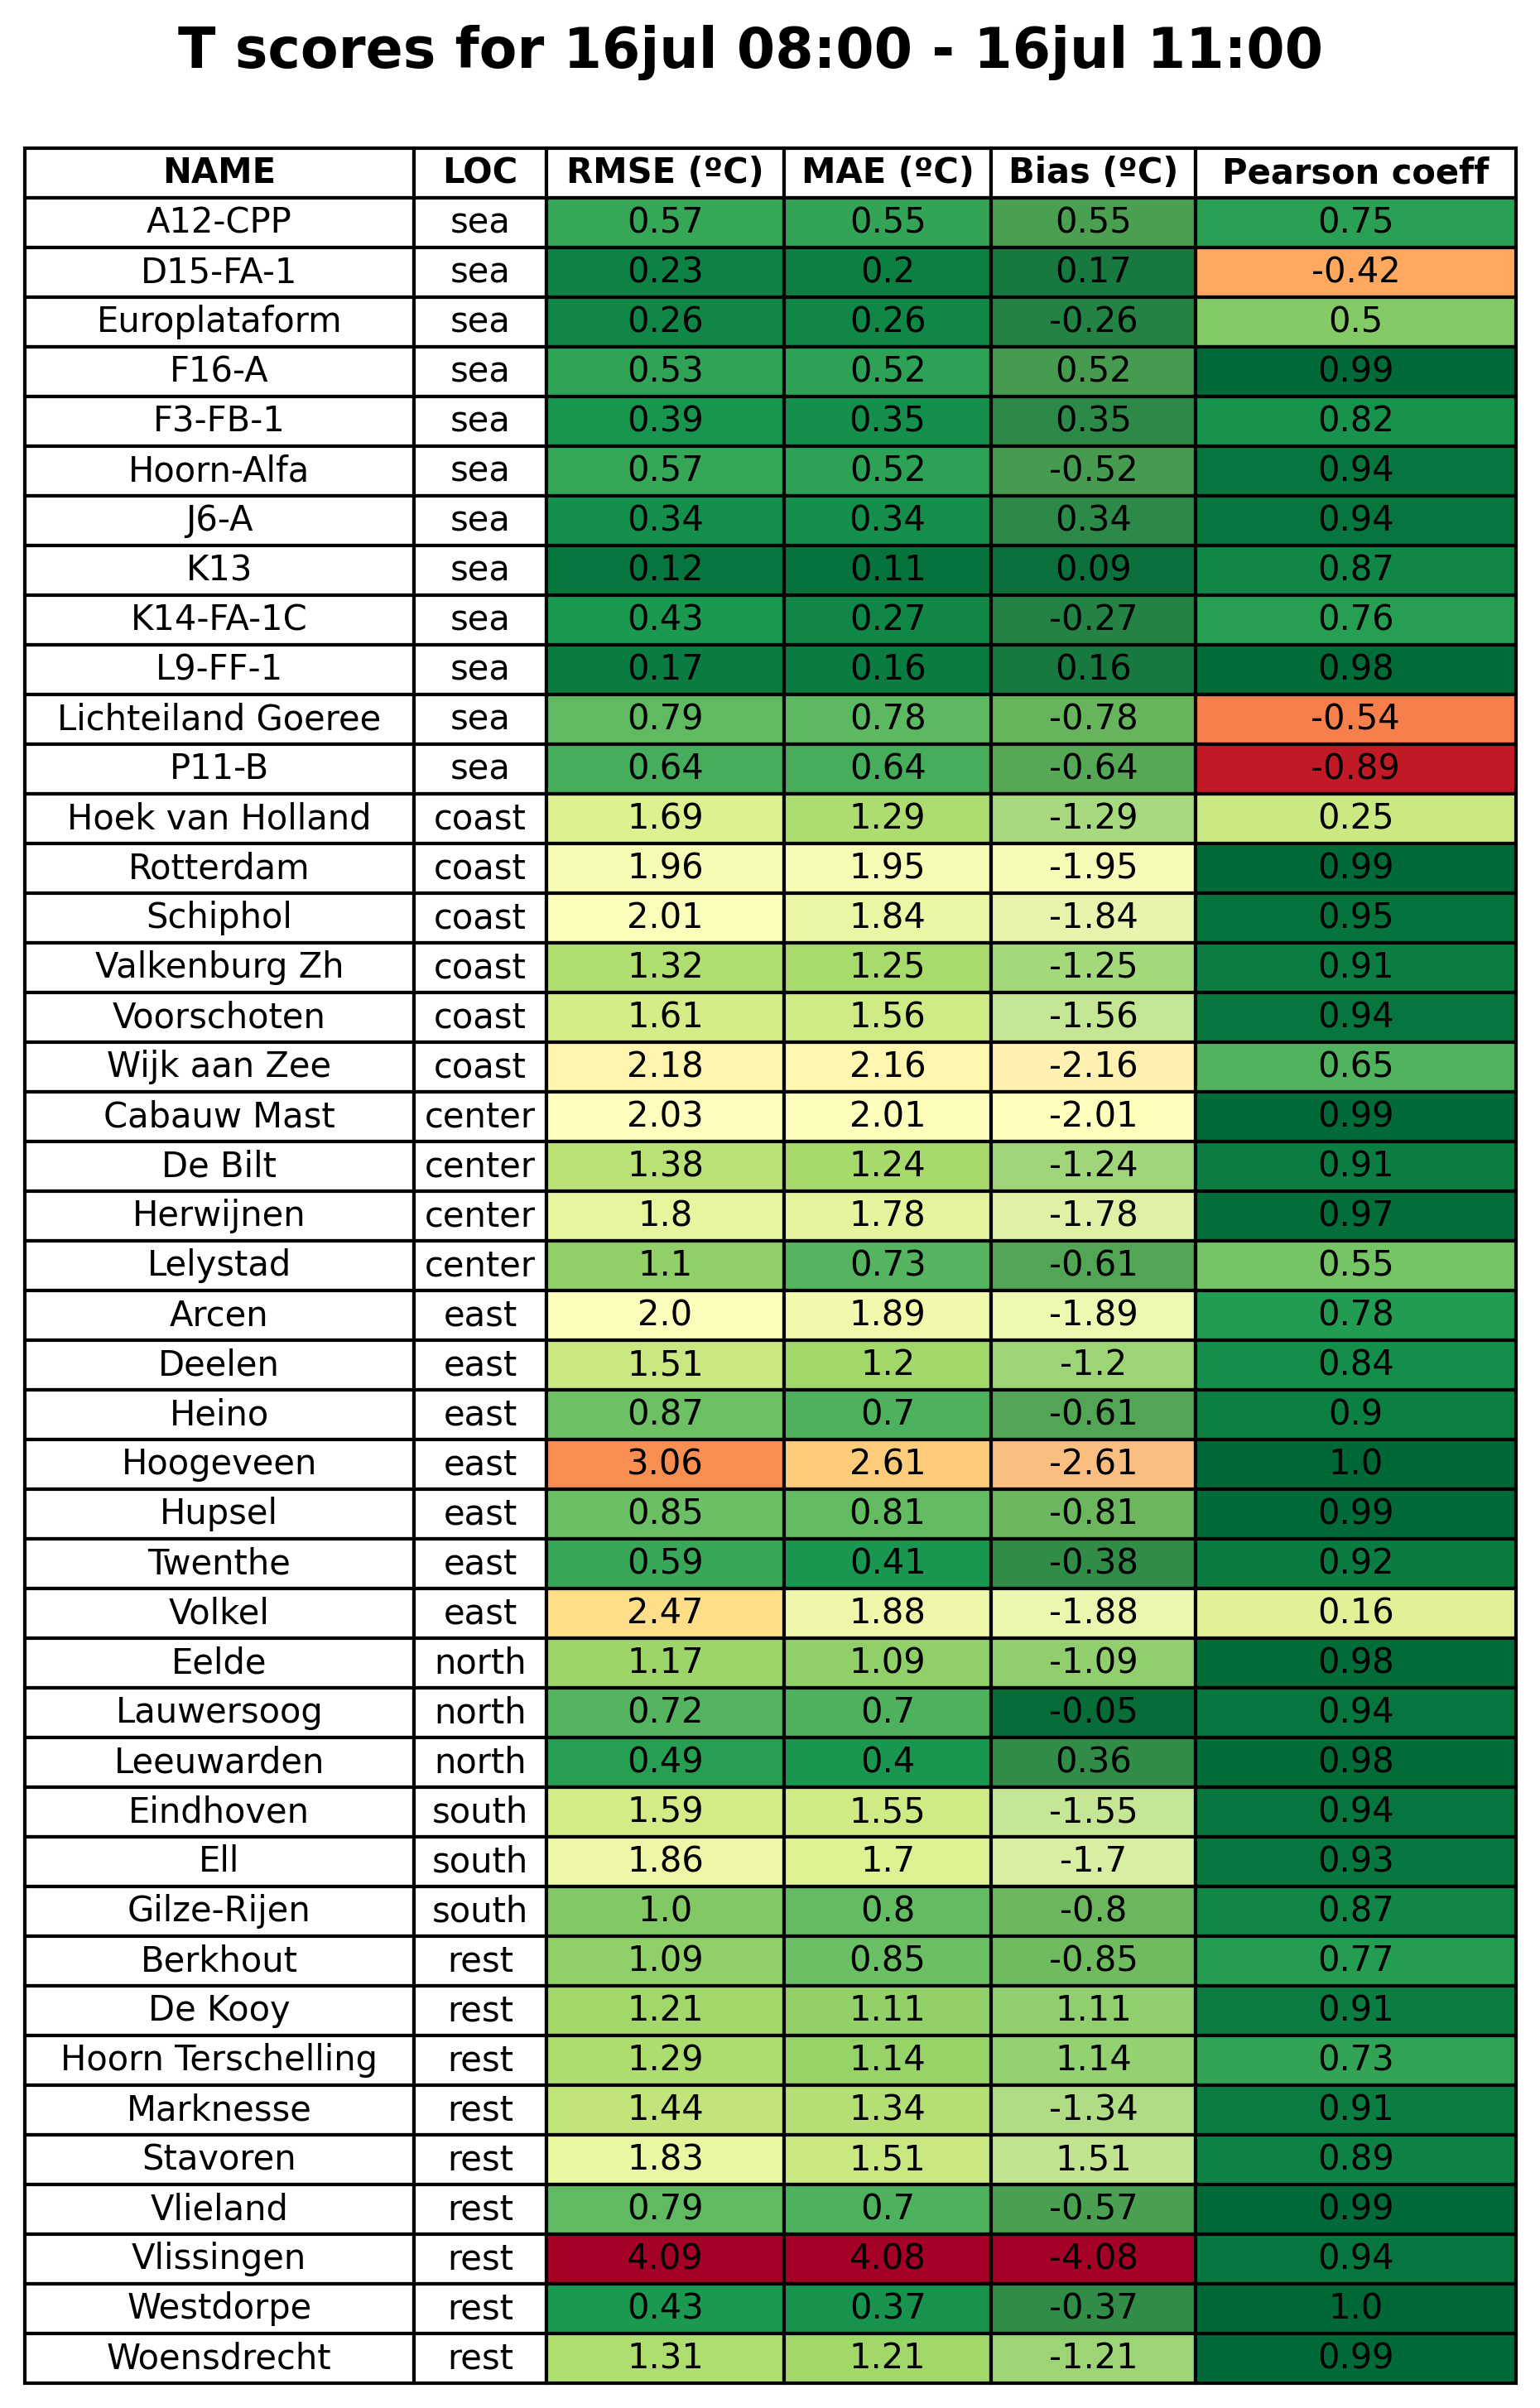 T scores for 16jul 08:00 - 16jul 11:00
NAME LOC RMSE (ºC) MAE (ºC) Bias (ºC) Pearson coeff
A12-CPP sea 0.57 0.55 0.55 0.75
D15-FA-1 sea 0.23 0.2 0.17 -0.42
Europlataform sea 0.26 0.26 -0.26 0.5
F16-A sea 0.53 0.52 0.52 0.99
F3-FB-1 sea 0.39 0.35 0.35 0.82
Hoorn-Alfa sea 0.57 0.52 -0.52 0.94
J6-A sea 0.34 0.34 0.34 0.94
K13 sea 0.12 0.11 0.09 0.87
K14-FA-1C sea 0.43 0.27 -0.27 0.76
L9-FF-1 sea 0.17 0.16 0.16 0.98
Lichteiland Goeree sea 0.79 0.78 -0.78 -0.54
P11-B sea 0.64 0.64 -0.64 -0.89
Hoek van Holland coast 1.69 1.29 -1.29 0.25
Rotterdam coast 1.96 1.95 -1.95 0.99
Schiphol coast 2.01 1.84 -1.84 0.95
Valkenburg Zh coast 1.32 1.25 -1.25 0.91
Voorschoten coast 1.61 1.56 -1.56 0.94
Wijk aan Zee coast 2.18 2.16 -2.16 0.65
Cabauw Mast center 2.03 2.01 -2.01 0.99
De Bilt center 1.38 1.24 -1.24 0.91
Herwijnen center 1.8 1.78 -1.78 0.97
Lelystad center 1.1 0.73 -0.61 0.55
Arcen east 2.0 1.89 -1.89 0.78
Deelen east 1.51 1.2 -1.2 0.84
Heino east 0.87 0.7 -0.61 0.9
Hoogeveen east 3.06 2.61 -2.61 1.0
Hupsel east 0.85 0.81 -0.81 0.99
Twenthe east 0.59 0.41 -0.38 0.92
Volkel east 2.47 1.88 -1.88 0.16
Eelde north 1.17 1.09 -1.09 0.98
Lauwersoog north 0.72 0.7 -0.05 0.94
Leeuwarden north 0.49 0.4 0.36 0.98
Eindhoven south 1.59 1.55 -1.55 0.94
Ell south 1.86 1.7 -1.7 0.93
Gilze-Rijen south 1.0 0.8 -0.8 0.87
Berkhout rest 1.09 0.85 -0.85 0.77
De Kooy rest 1.21 1.11 1.11 0.91
Hoorn Terschelling rest 1.29 1.14 1.14 0.73
Marknesse rest 1.44 1.34 -1.34 0.91
Stavoren rest 1.83 1.51 1.51 0.89
Vlieland rest 0.79 0.7 -0.57 0.99
Vlissingen rest 4.09 4.08 -4.08 0.94
Westdorpe rest 0.43 0.37 -0.37 1.0
Woensdrecht rest 1.31 1.21 -1.21 0.99